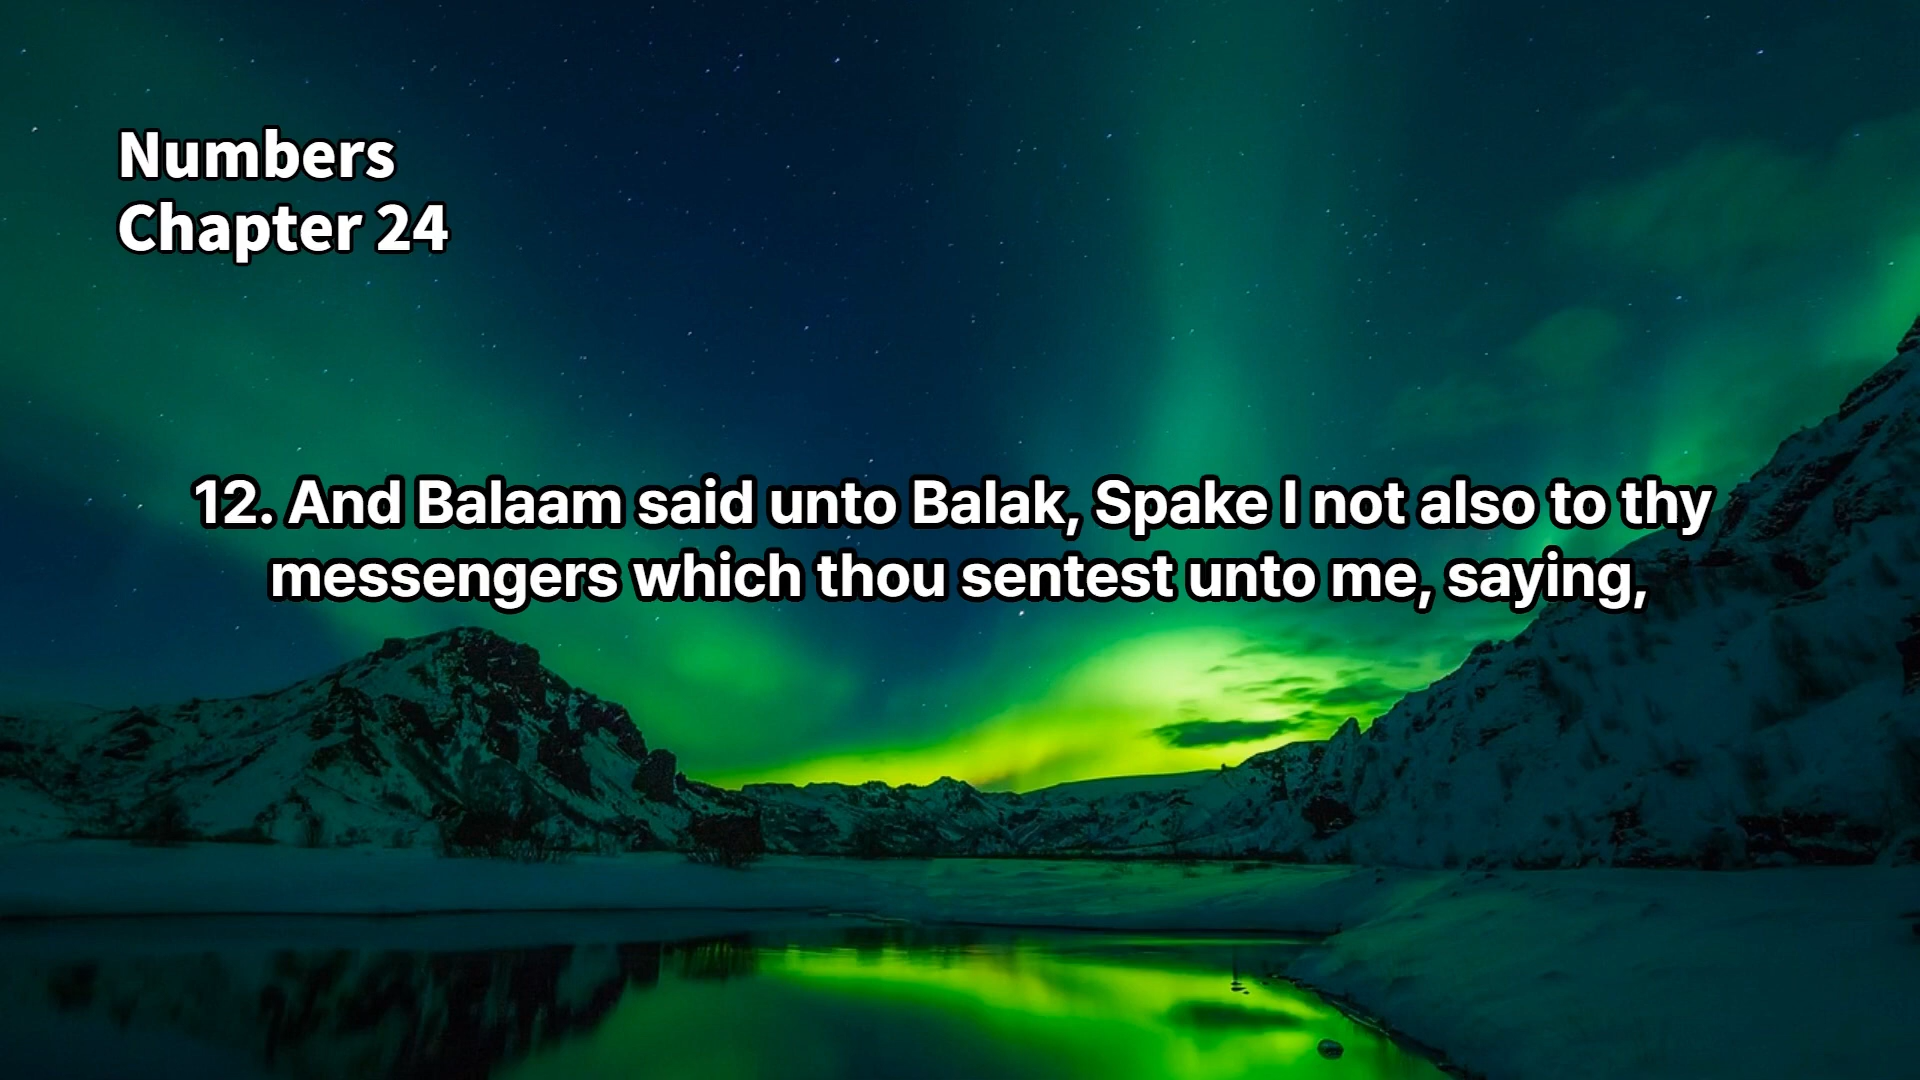 Numbers
Chapter 24
12. And Balaam said unto Balak, Spake I not also to thy
messengers which thou sentest unto me, saying,